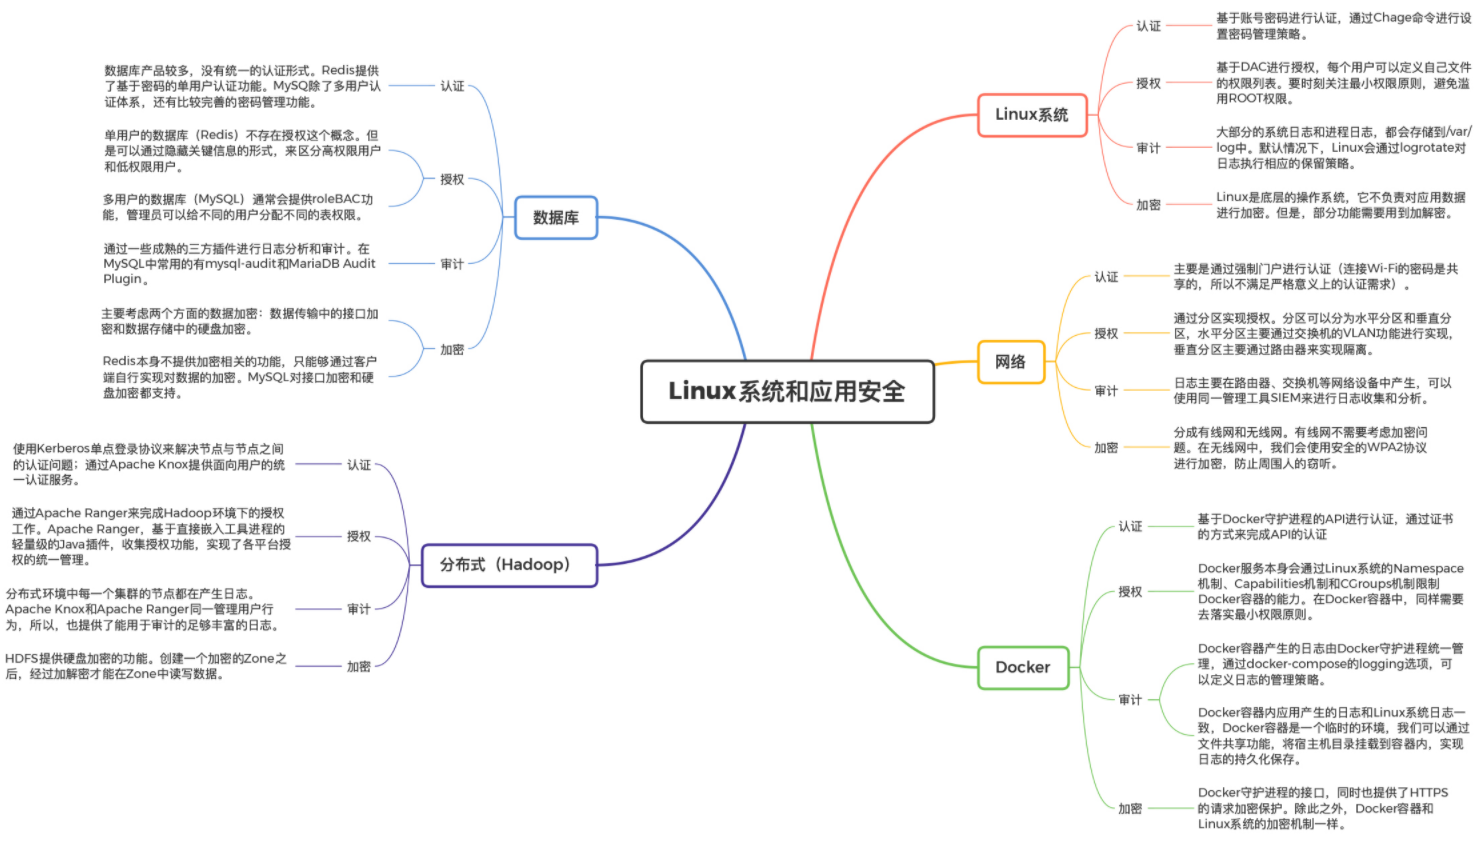 Linux系统和应用安全
Linux系统
认证
基于账号密码进行认证，通过Chage命令进行设
置密码管理策略。
授权
基于DAC进行授权，每个用户可以定义自己文件
的权限列表。要时刻关注最小权限原则，避免滥
用ROOT权限。
审计
大部分的系统日志和进程日志，都会存储到/var/
log中。默认情况下，Linux会通过logrotate对
日志执行相应的保留策略。
加密
Linux是底层的操作系统，它不负责对应用数据
进行加密。但是，部分功能需要用到加解密。
网络
认证
主要是通过强制门户进行认证（连接Wi-Fi的密码是共
享的，所以不满足严格意义上的认证需求）。
授权
通过分区实现授权。分区可以分为水平分区和垂直分
区，水平分区主要通过交换机的VLAN功能进行实现，
垂直分区主要通过路由器来实现隔离。
审计
日志主要在路由器、交换机等网络设备中产生，可以
使用同一管理工具SIEM来进行日志收集和分析。
加密
分成有线网和无线网。有线网不需要考虑加密问
题。在无线网中，我们会使用安全的WPA2协议
进行加密，防止周围人的窃听。
Docker
认证
基于Docker守护进程的API进行认证，通过证书
的方式来完成API的认证
授权
Docker服务本身会通过Linux系统的Namespace
机制、Capabilities机制和CGroups机制限制
Docker容器的能力。在Docker容器中，同样需要
去落实最小权限原则。
审计
Docker容器产生的日志由Docker守护进程统一管
理，通过docker-compose的logging选项，可
以定义日志的管理策略。
Docker容器内应用产生的日志和Linux系统日志一
致，Docker容器是一个临时的环境，我们可以通过
文件共享功能，将宿主机目录挂载到容器内，实现
日志的持久化保存。
加密
Docker守护进程的接口，同时也提供了HTTPS
的请求加密保护。除此之外，Docker容器和
Linux系统的加密机制一样。
数据库
认证
数据库产品较多，没有统一的认证形式。Redis提供
了基于密码的单用户认证功能。MySQ除了多用户认
证体系，还有比较完善的密码管理功能。
授权
单用户的数据库（Redis）不存在授权这个概念。但
是可以通过隐藏关键信息的形式，来区分高权限用户
和低权限用户。
多用户的数据库（MySQL）通常会提供roleBAC功
能，管理员可以给不同的用户分配不同的表权限。
审计
通过一些成熟的三方插件进行日志分析和审计。在
MySQL中常用的有mysql-audit和MariaDB Audit
Plugin。
加密
主要考虑两个方面的数据加密：数据传输中的接口加
密和数据存储中的硬盘加密。
Redis本身不提供加密相关的功能，只能够通过客户
端自行实现对数据的加密。MySQL对接口加密和硬
盘加密都支持。
分布式（Hadoop）
认证
使用Kerberos单点登录协议来解决节点与节点之间
的认证问题；通过Apache Knox提供面向用户的统
一认证服务。
授权
通过Apache Ranger来完成Hadoop环境下的授权
工作。Apache Ranger，基于直接嵌入工具进程的
轻量级的Java插件，收集授权功能，实现了各平台授
权的统一管理。
审计
分布式环境中每一个集群的节点都在产生日志。
Apache Knox和Apache Ranger同一管理用户行
为，所以，也提供了能用于审计的足够丰富的日志。
加密
HDFS提供硬盘加密的功能。创建一个加密的Zone之
后，经过加解密才能在Zone中读写数据。